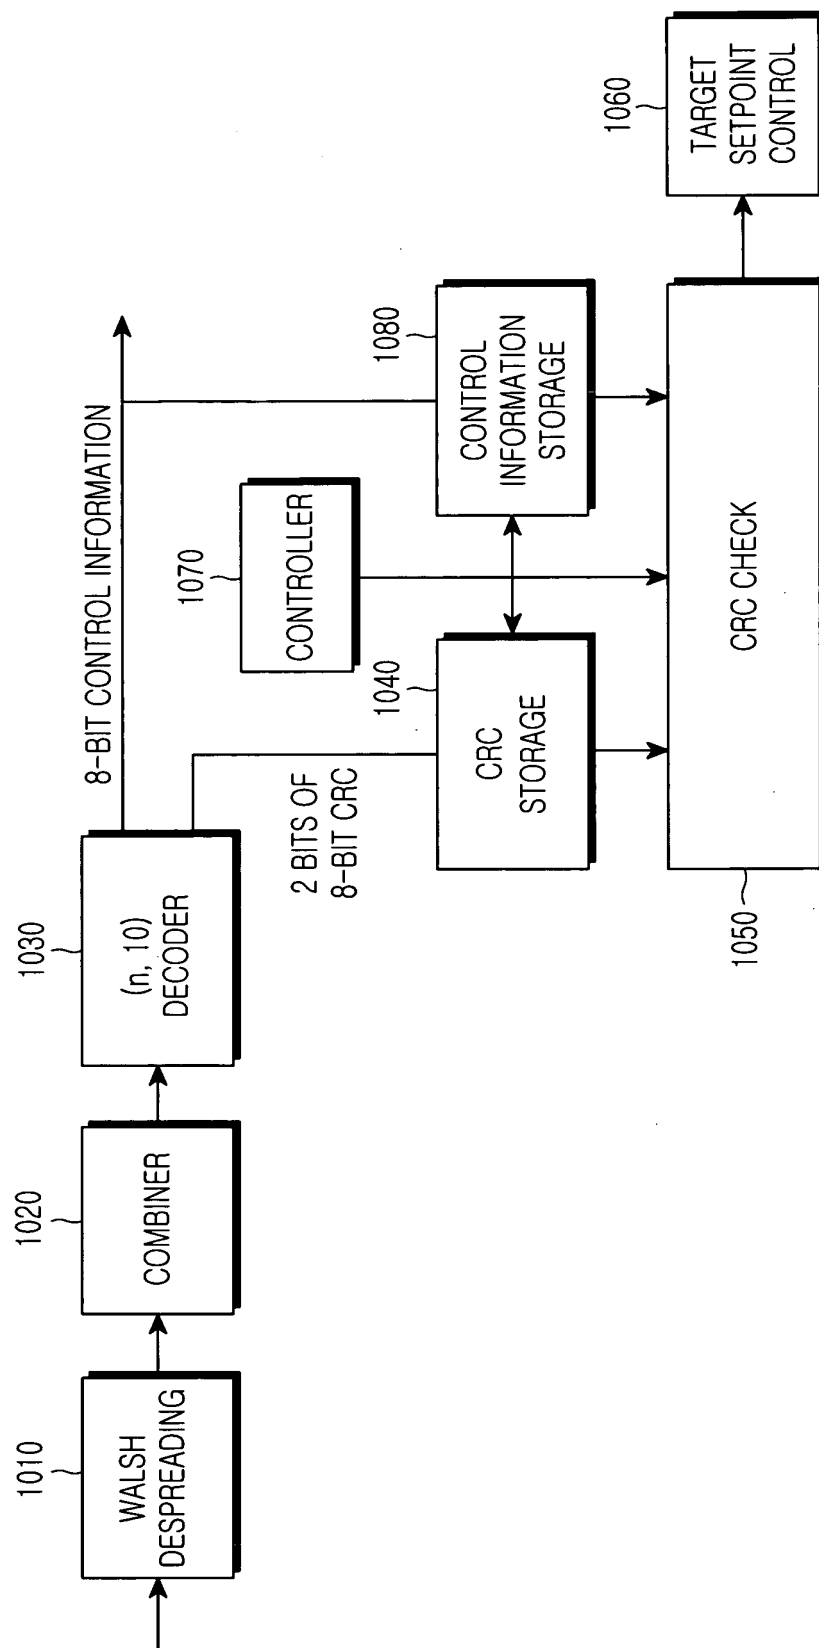 1010
WALSH
DESPREADING
1020
COMBINER
1030
(n, 10)
DECODER
8-BIT CONTROL INFORMATION
2 BITS OF
8-BIT CRC
1070
CONTROLLER
1040
CRC
STORAGE
1080
CONTROL
INFORMATION
STORAGE
1050
CRC CHECK
1060
TARGET
SETPOINT
CONTROL